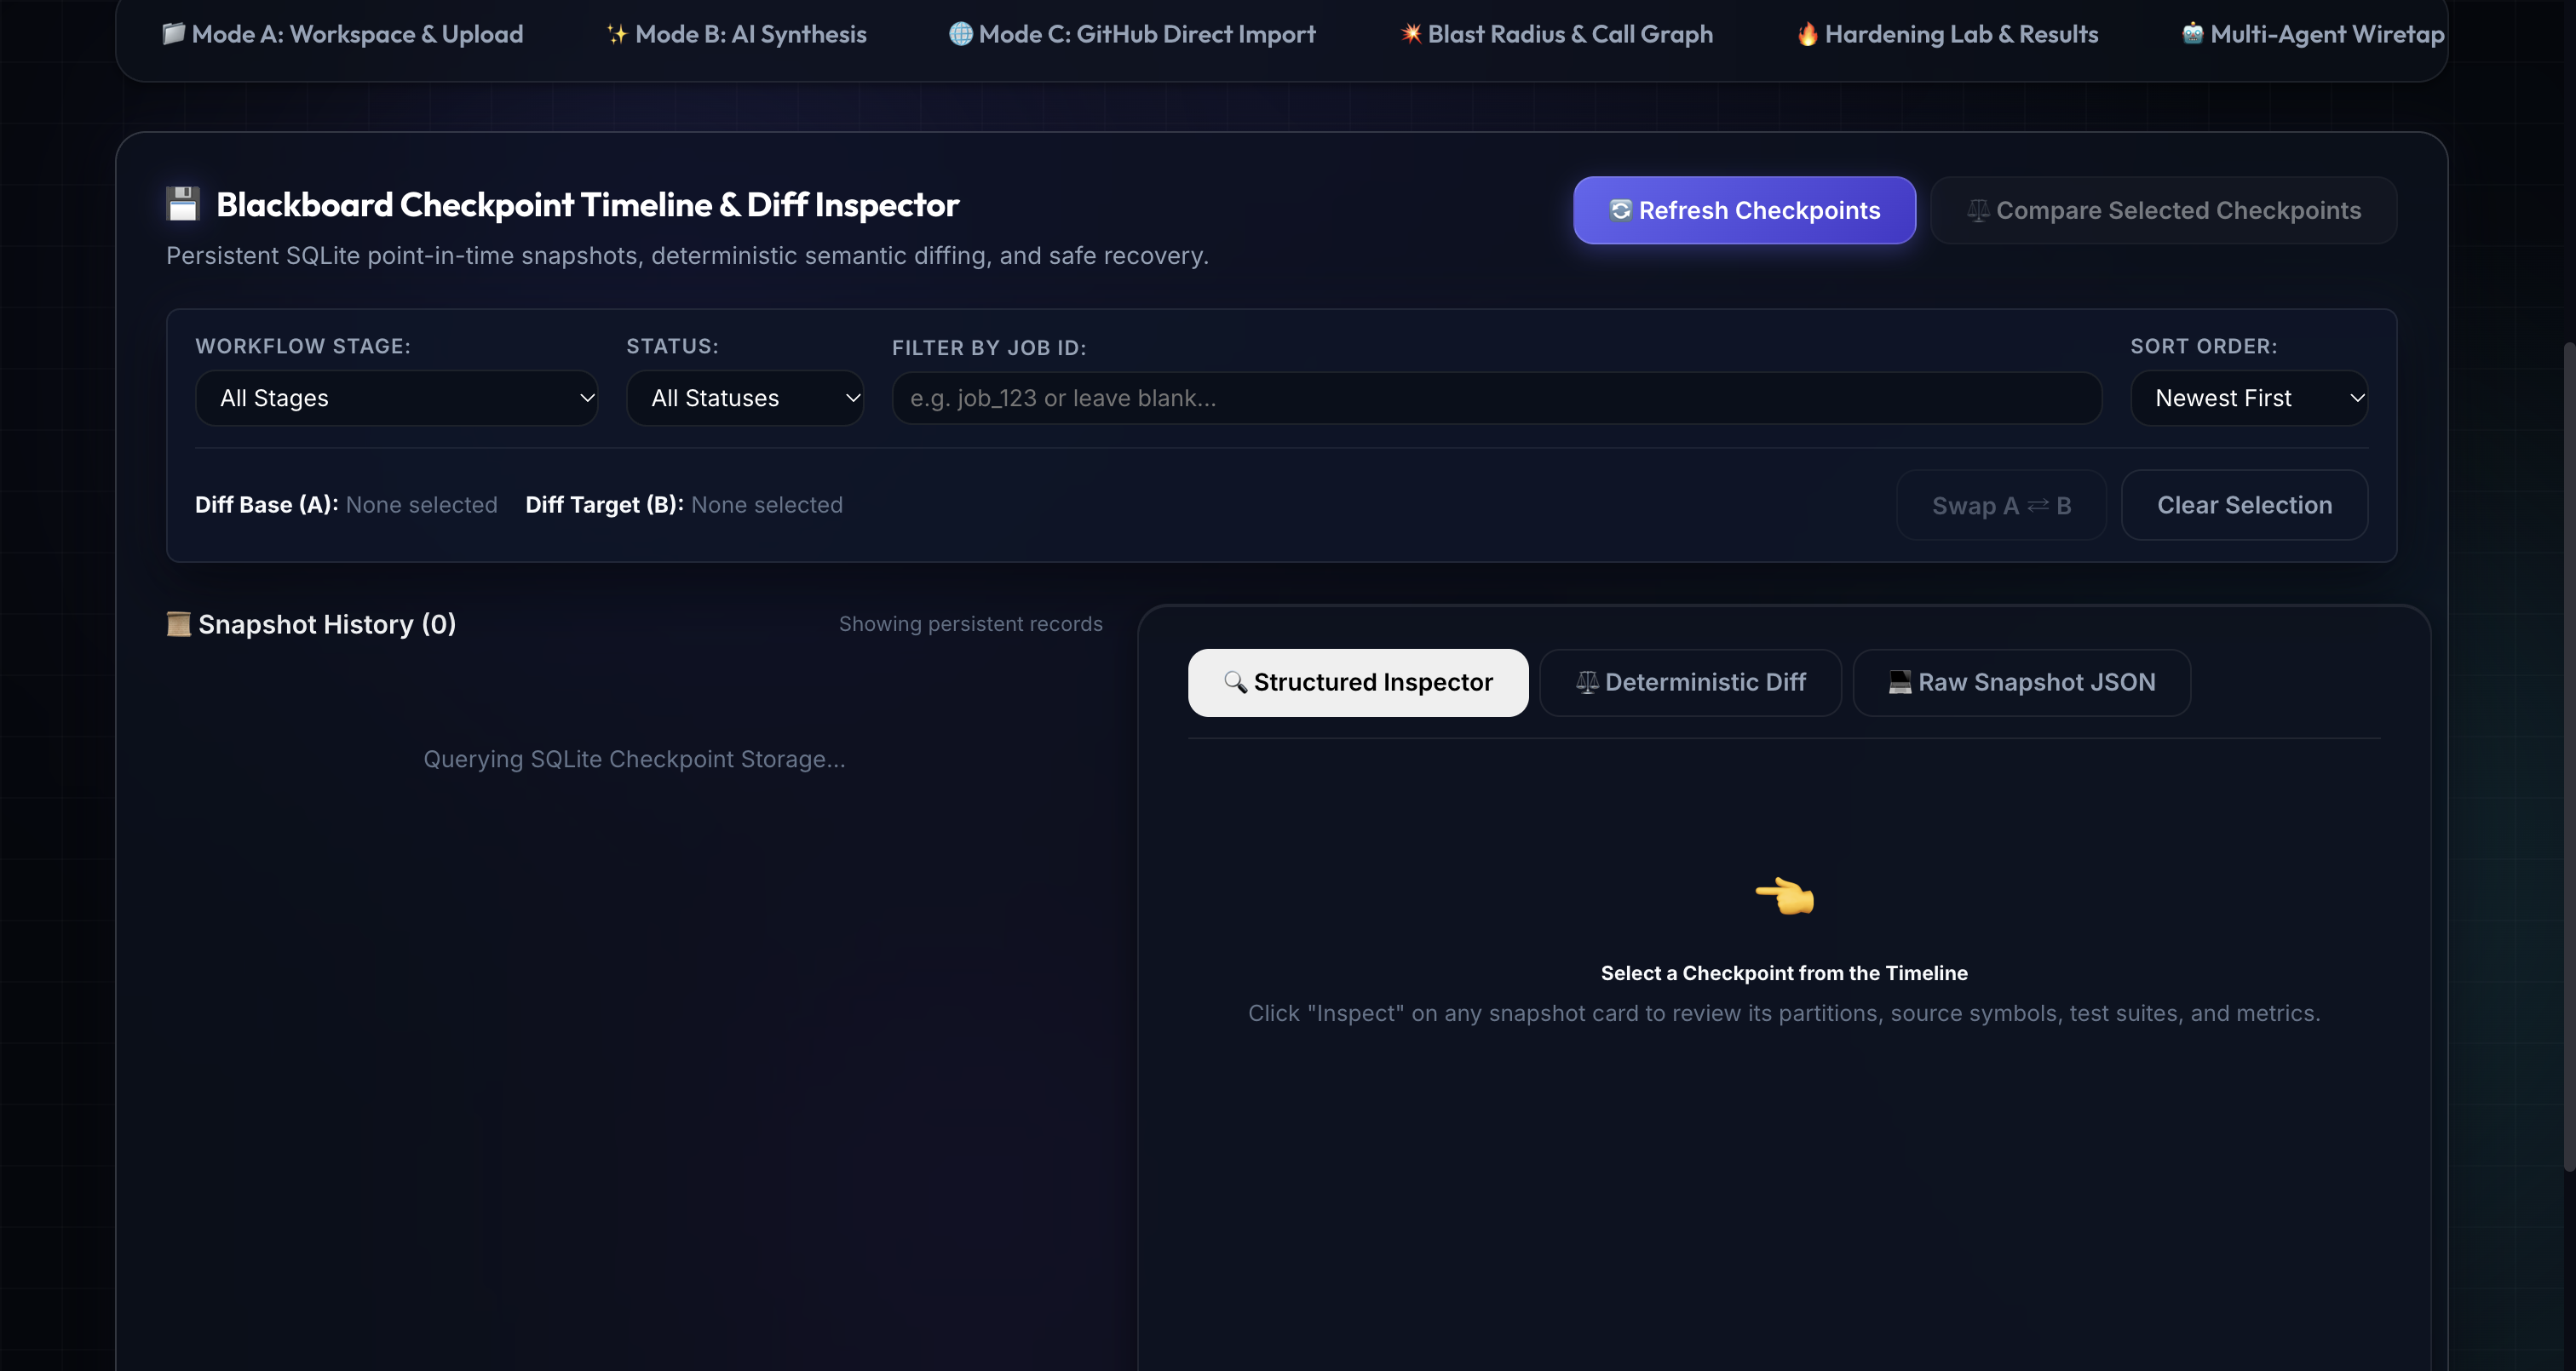 Mode A: Workspace & Upload
Mode B: AI Synthesis
Mode C: GitHub Direct Import
Blast Radius & Call Graph
Hardening Lab & Results
Multi-Agent Wiretap
Blackboard Checkpoint Timeline & Diff Inspector
Persistent SQLite point-in-time snapshots, deterministic semantic diffing, and safe recovery.
Refresh Checkpoints
Compare Selected Checkpoints
WORKFLOW STAGE:
All Stages
STATUS:
All Statuses
FILTER BY JOB ID:
e.g. job_123 or leave blank...
SORT ORDER:
Newest First
Diff Base (A): None selected
Diff Target (B): None selected
Swap A ⇄ B
Clear Selection
Snapshot History (0)
Showing persistent records
Querying SQLite Checkpoint Storage...
Structured Inspector
Deterministic Diff
Raw Snapshot JSON
Select a Checkpoint from the Timeline
Click "Inspect" on any snapshot card to review its partitions, source symbols, test suites, and metrics.